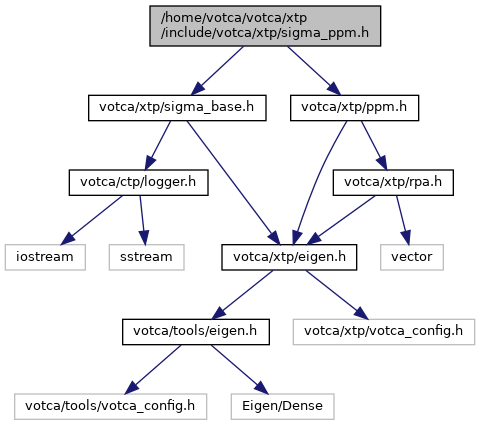 /home/votca/votca/xtp
/include/votca/xtp/sigma_ppm.h
votca/xtp/sigma_base.h
votca/xtp/ppm.h
votca/ctp/logger.h
votca/xtp/rpa.h
iostream
sstream
votca/xtp/eigen.h
vector
votca/tools/eigen.h
votca/xtp/votca_config.h
votca/tools/votca_config.h
Eigen/Dense